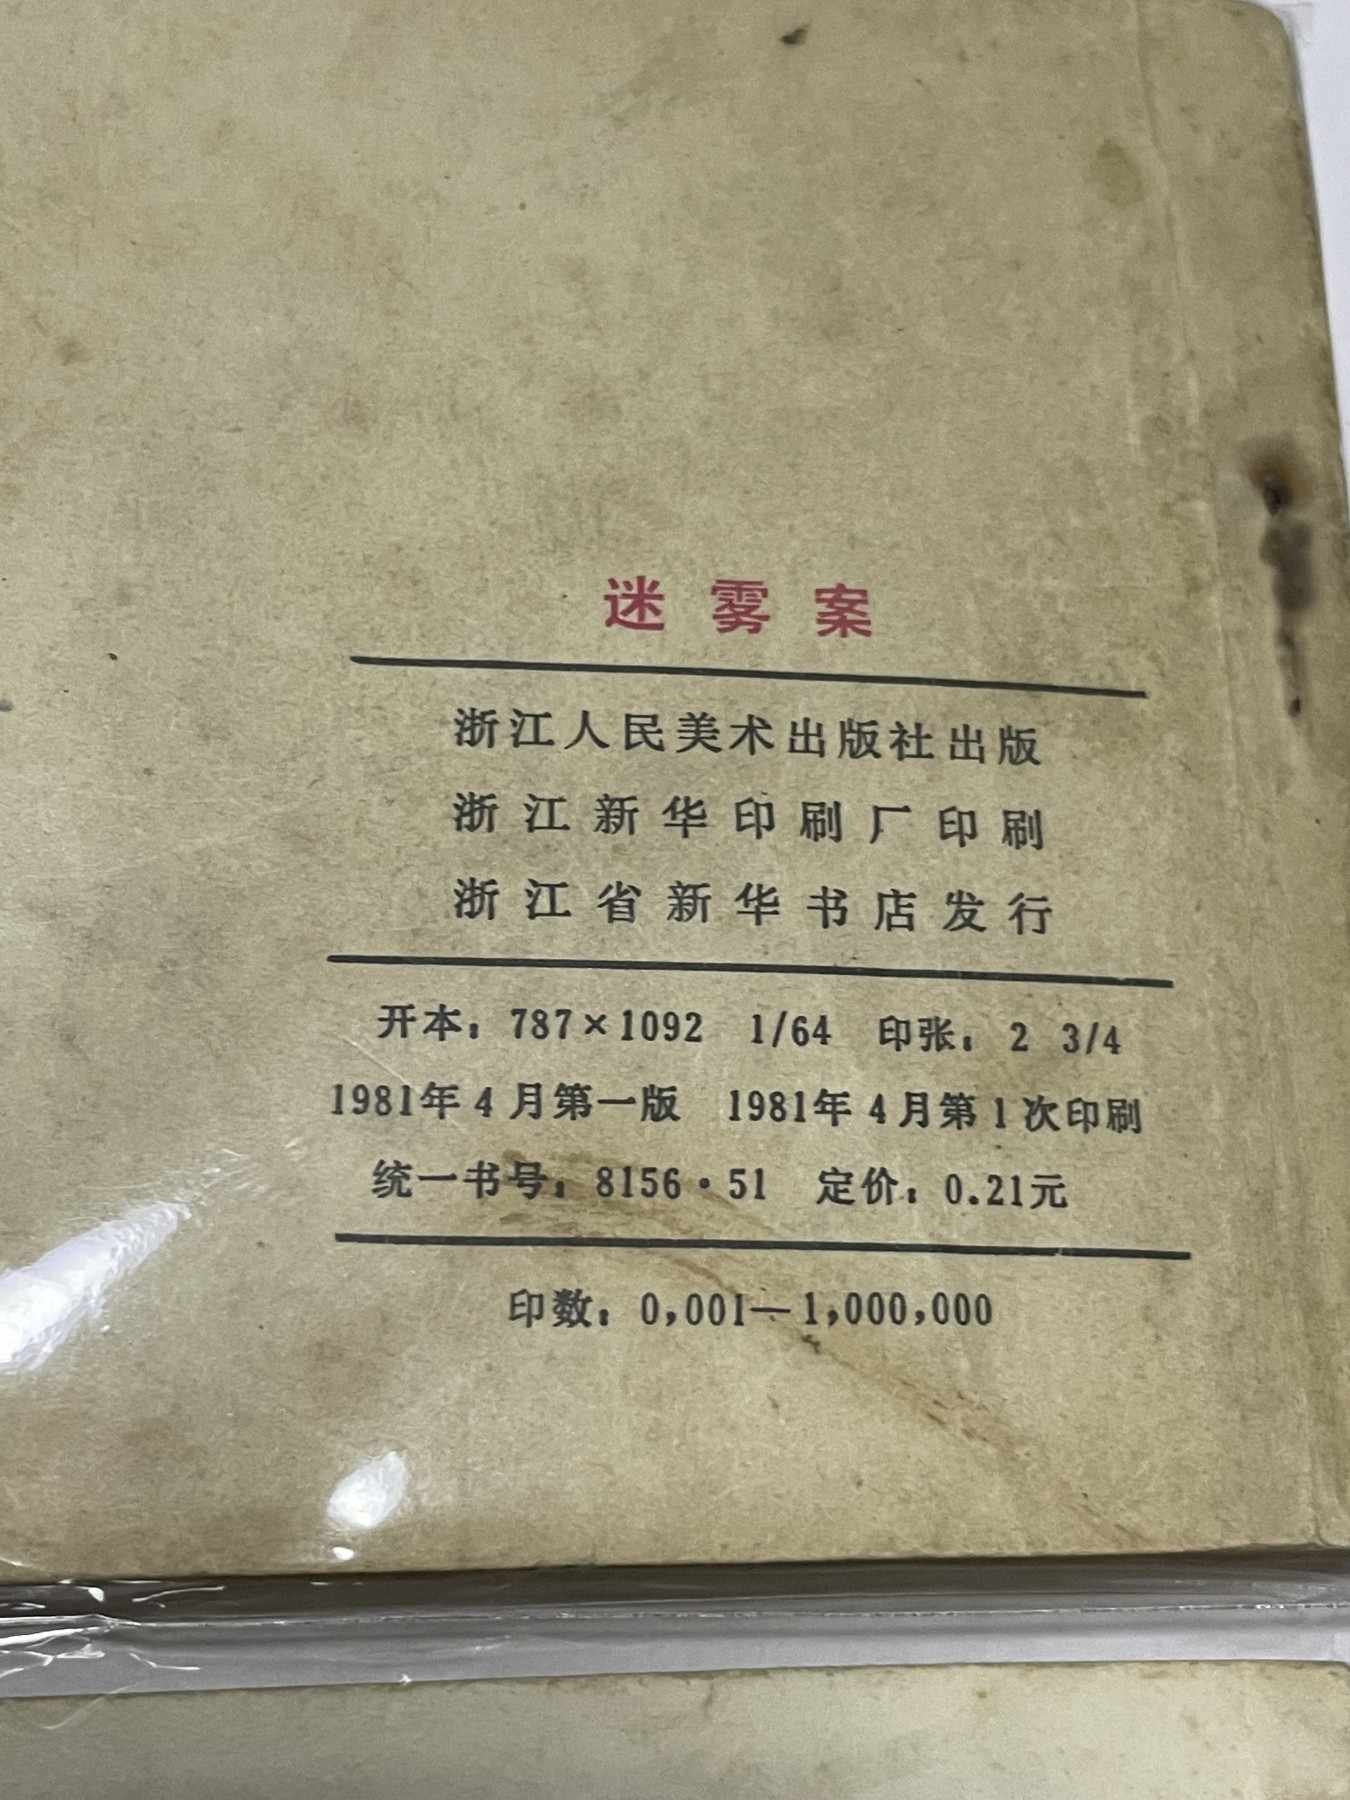 迷雾案
浙江人民美术出版社出版
浙江新华印刷厂印刷
浙江省新华书店发行
开本：787×1092 1/64 印张：2 3/4
1981年4月第一版 1981年4月第1次印刷
统一书号：8156·51 定价：0.21元
印数：0,001—1,000,000